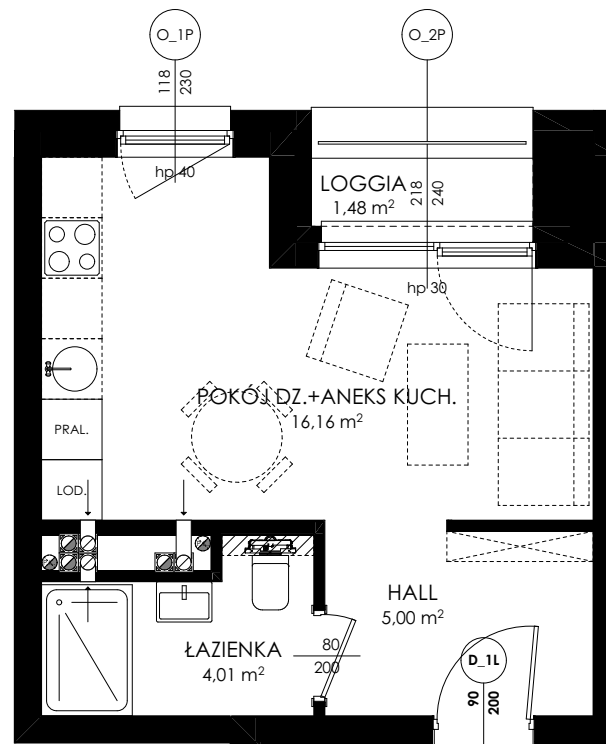 O_1P
O_2P
118
230
hp 40
LOGGIA
1,48 m²
218
240
hp 30
POKÓJ DZ.+ANEKS KUCH.
16,16 m²
PRAL.
LOD.
HALL
5,00 m²
ŁAZIENKA
4,01 m²
80
200
D_1L
90
200